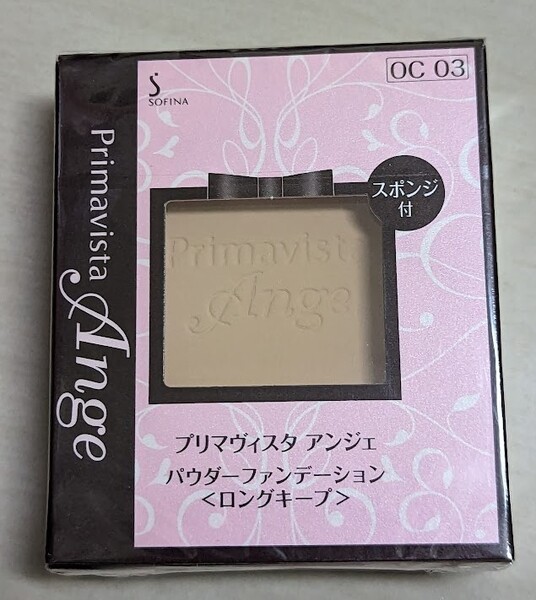 SOFINA
OC 03
スポンジ
付
Primavista
Ange
Primavista
Ange
プリマヴィスタ アンジェ
パウダーファンデーション
<ロングキープ>